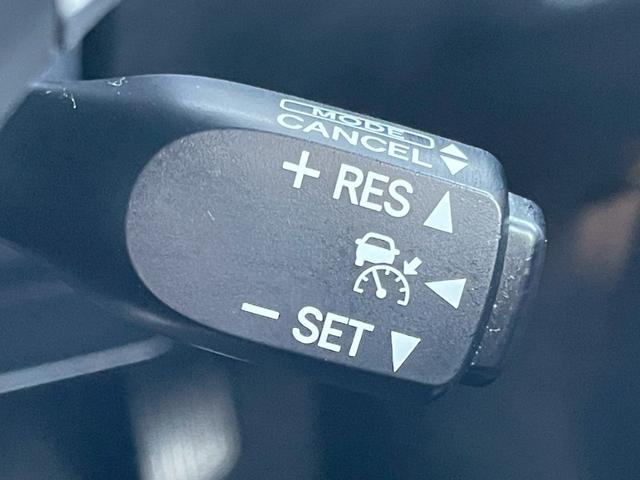 MODE
CANCEL
+ RES
− SET